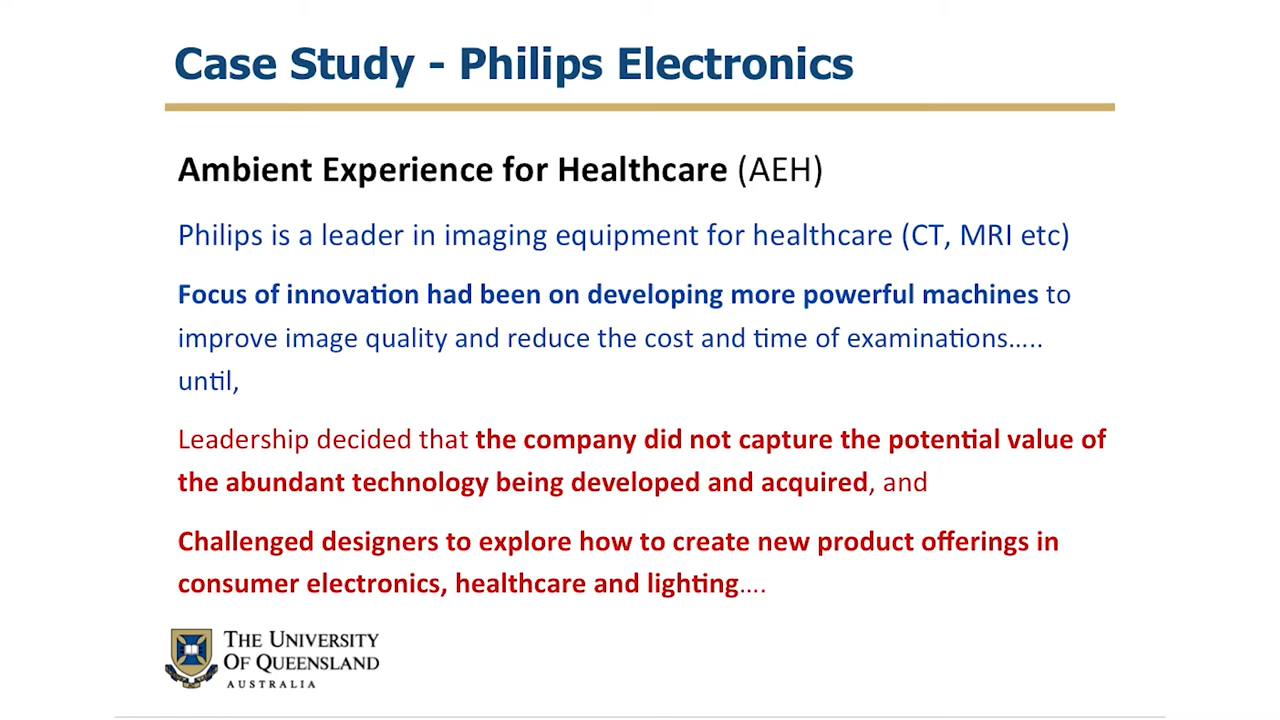 Case Study - Philips Electronics
Ambient Experience for Healthcare (AEH)
Philips is a leader in imaging equipment for healthcare (CT, MRI etc)
Focus of innovation had been on developing more powerful machines to
improve image quality and reduce the cost and time of examinations…..
until,
Leadership decided that the company did not capture the potential value of
the abundant technology being developed and acquired, and
Challenged designers to explore how to create new product offerings in
consumer electronics, healthcare and lighting….
THE UNIVERSITY
OF QUEENSLAND
AUSTRALIA